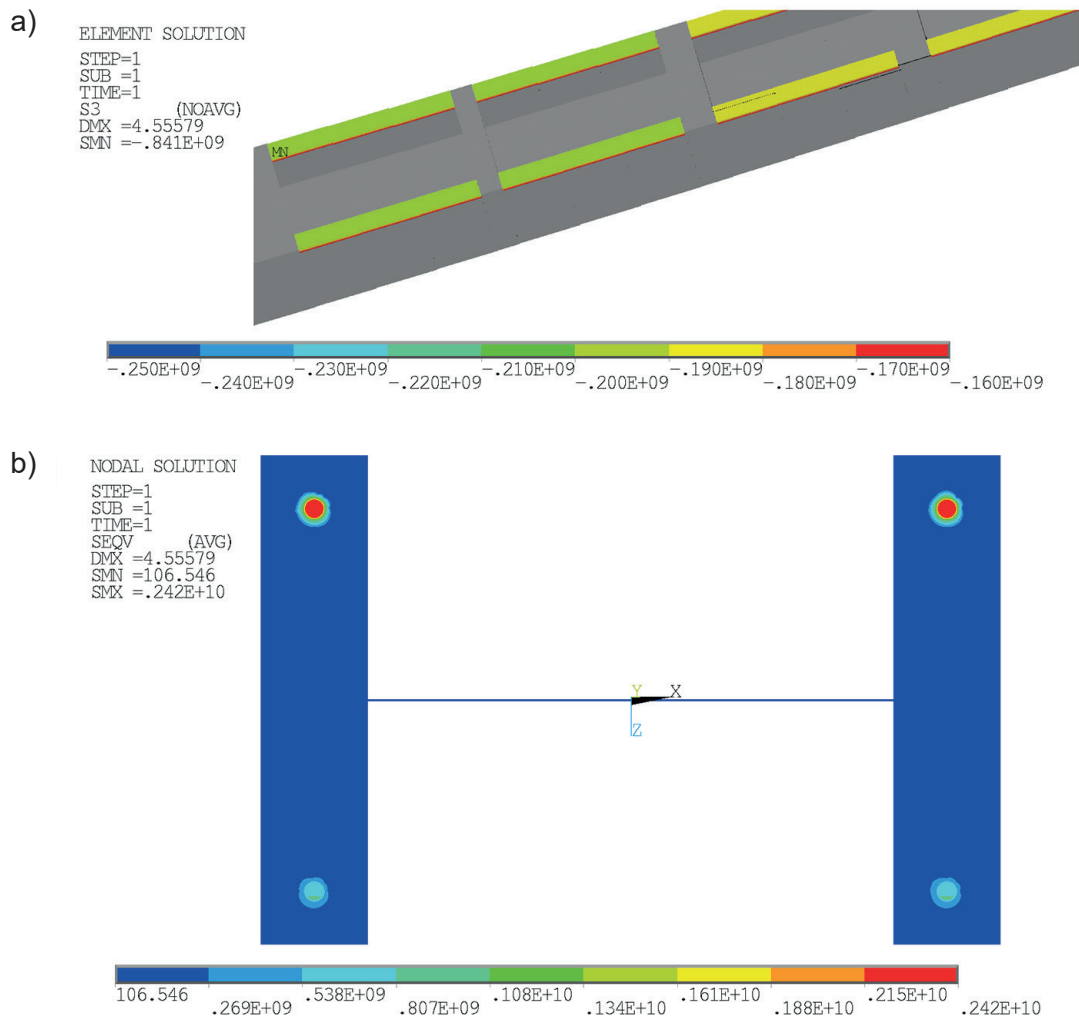 a)
ELEMENT SOLUTION
STEP=1
SUB =1
TIME=1
S3 (NOAVG)
DMX =4.55579
SMN =-.841E+09
MN
-.250E+09 -.230E+09 -.210E+09 -.190E+09 -.170E+09
-.240E+09 -.220E+09 -.200E+09 -.180E+09 -.160E+09
b)
NODAL SOLUTION
STEP=1
SUB =1
TIME=1
SEQV (AVG)
DMX =4.55579
SMN =106.546
SMX =.242E+10
Y X
Z
106.546 .538E+09 .108E+10 .161E+10 .215E+10
.269E+09 .807E+09 .134E+10 .188E+10 .242E+10